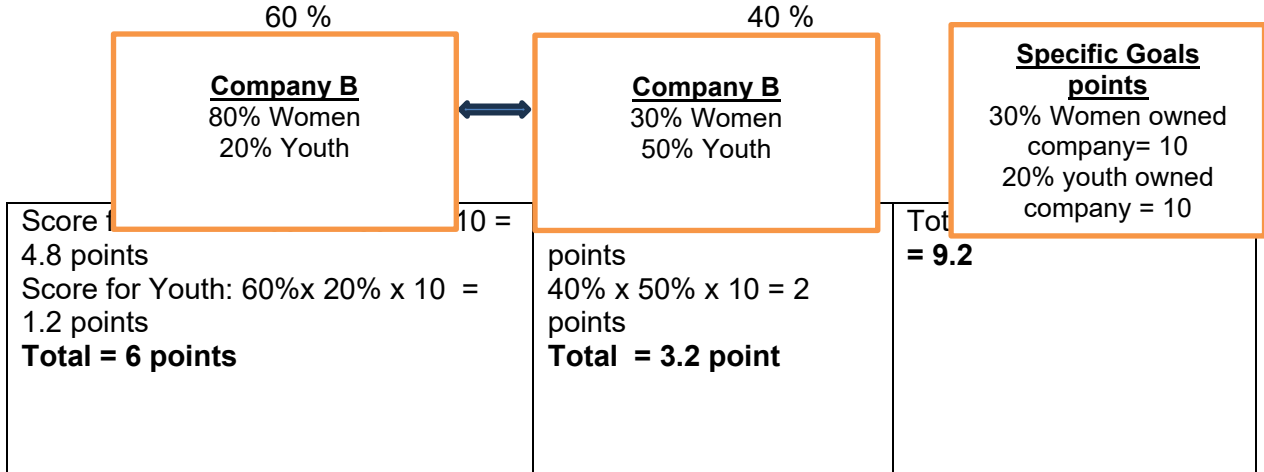 60 %
40 %
Company B
80% Women
20% Youth
Company B
30% Women
50% Youth
Specific Goals
points
30% Women owned
company= 10
20% youth owned
company = 10
Score 10 =
4.8 points
Score for Youth: 60%x 20% x 10 =
1.2 points
Total = 6 points
points
40% x 50% x 10 = 2
points
Total = 3.2 point
= 9.2